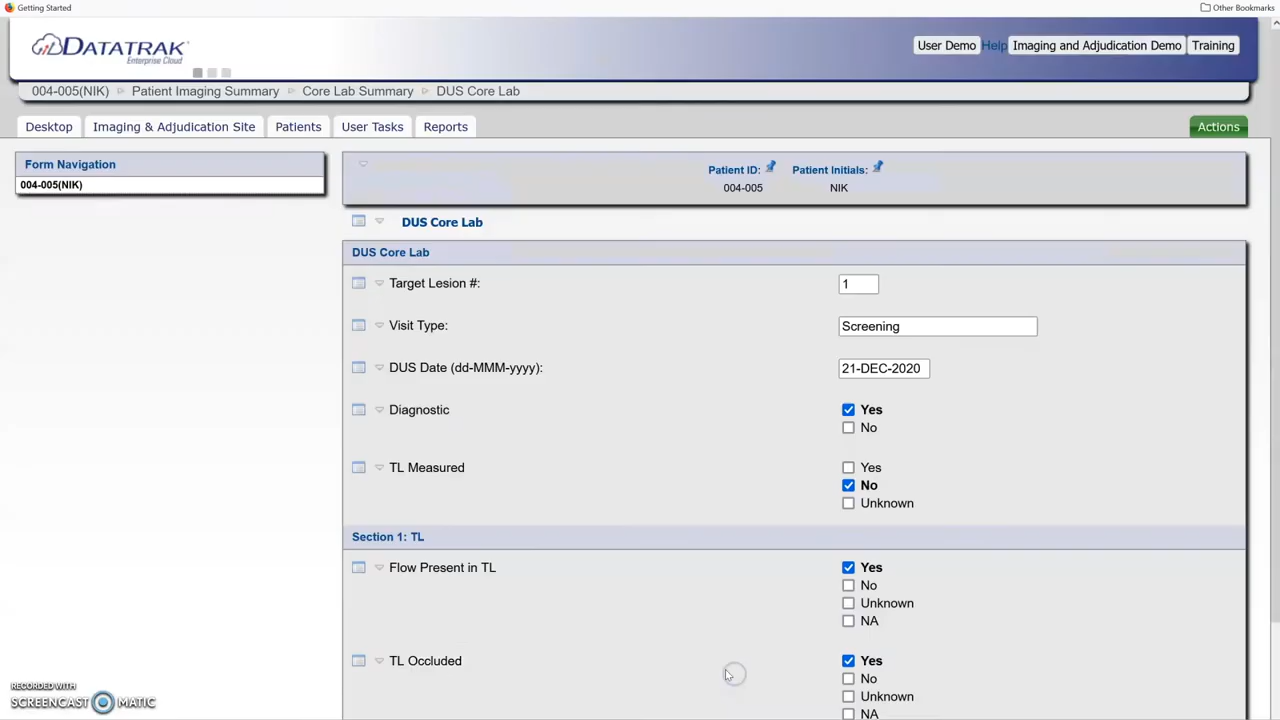 Getting Started
Other Bookmarks
DATATRAK
Enterprise Cloud
User Demo Help Imaging and Adjudication Demo Training
004-005(NIK) Patient Imaging Summary Core Lab Summary DUS Core Lab
Desktop Imaging & Adjudication Site Patients User Tasks Reports Actions
Form Navigation
004-005(NIK)
Patient ID: Patient Initials:
004-005 NIK
DUS Core Lab
DUS Core Lab
Target Lesion #: 1
Visit Type: Screening
DUS Date (dd-MMM-yyyy): 21-DEC-2020
Diagnostic Yes
No
TL Measured Yes
No
Unknown
Section 1: TL
Flow Present in TL Yes
No
Unknown
NA
TL Occluded Yes
No
Unknown
NA
RECORDED WITH
SCREENCAST MATIC